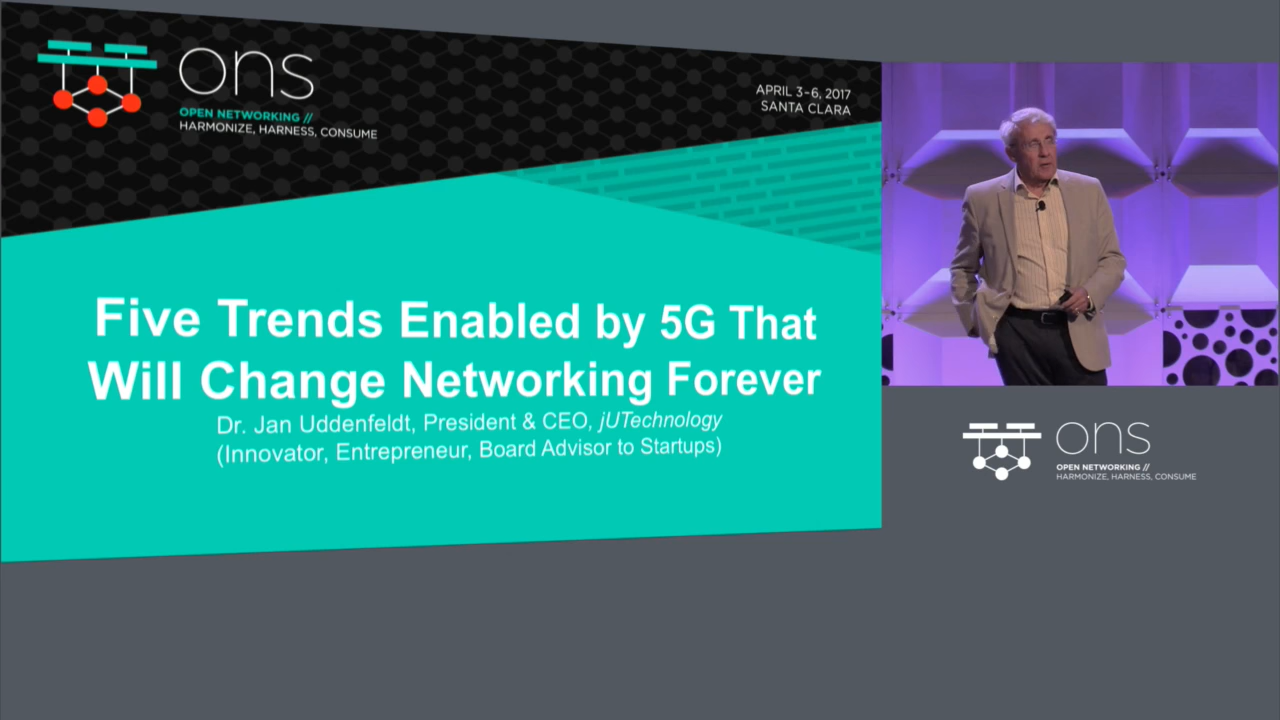 ons
OPEN NETWORKING //
HARMONIZE, HARNESS, CONSUME
APRIL 3-6, 2017
SANTA CLARA
Five Trends Enabled by 5G That
Will Change Networking Forever
Dr. Jan Uddenfeldt, President & CEO, jUTechnology
(Innovator, Entrepreneur, Board Advisor to Startups)
ons
OPEN NETWORKING //
HARMONIZE, HARNESS, CONSUME